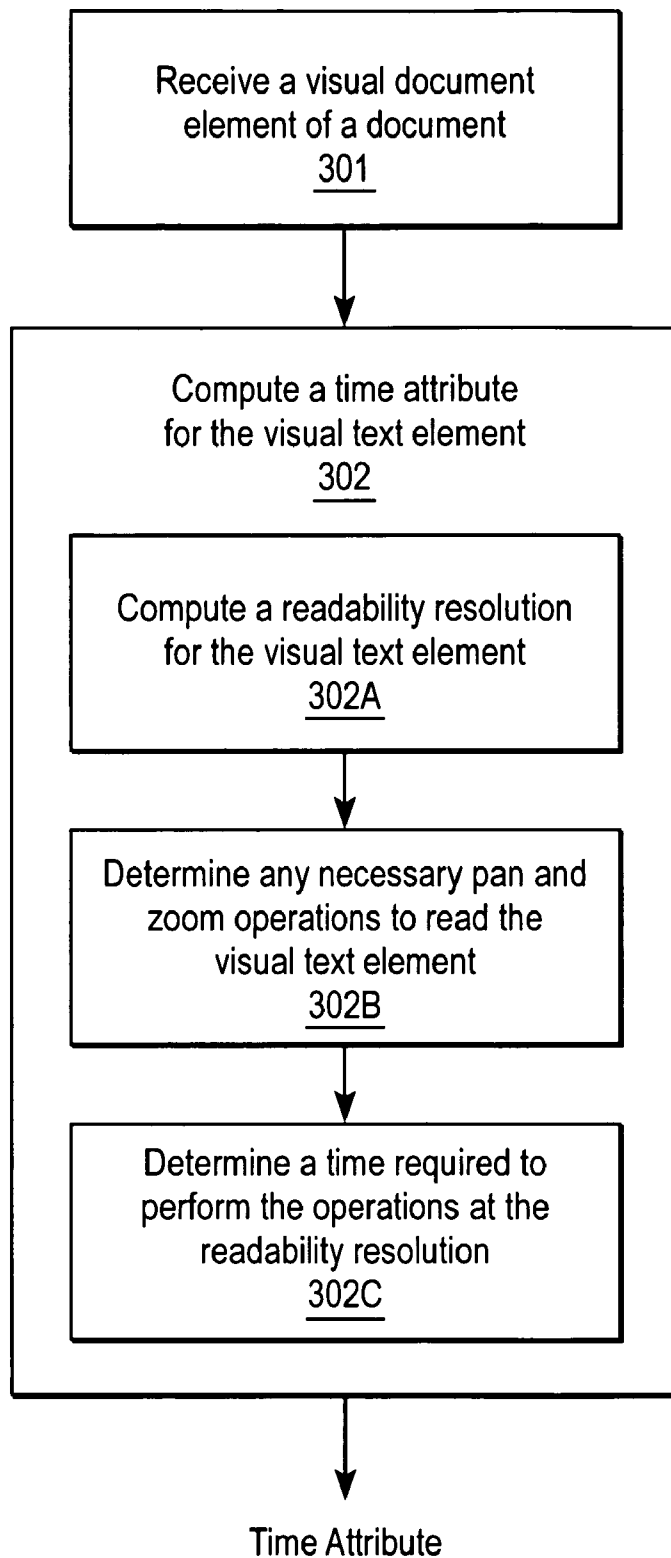 Receive a visual document
element of a document
301
Compute a time attribute
for the visual text element
302
Compute a readability resolution
for the visual text element
302A
Determine any necessary pan and
zoom operations to read the
visual text element
302B
Determine a time required to
perform the operations at the
readability resolution
302C
Time Attribute